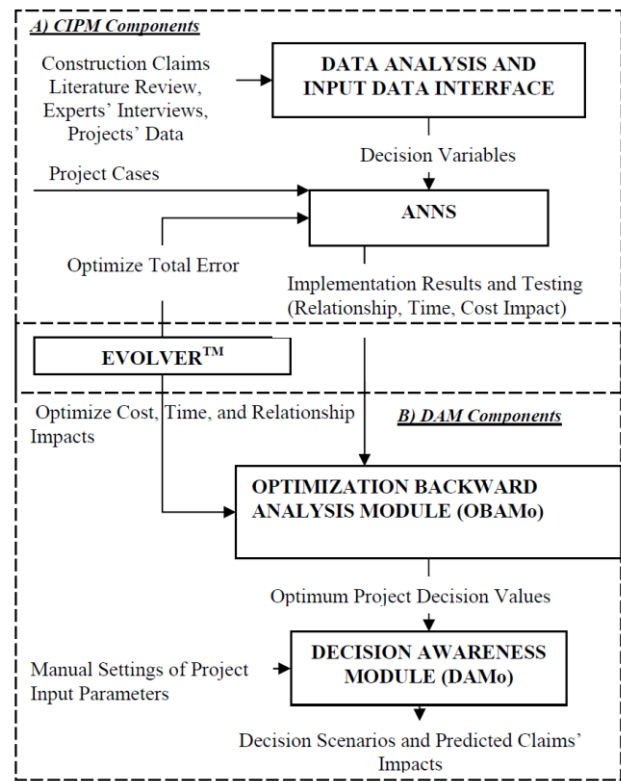 A) CIPM Components
Construction Claims
Literature Review,
Experts' Interviews,
Projects' Data
DATA ANALYSIS AND
INPUT DATA INTERFACE
Decision Variables
Project Cases
ANNS
Optimize Total Error
Implementation Results and Testing
(Relationship, Time, Cost Impact)
EVOLVER™
Optimize Cost, Time, and Relationship
Impacts
B) DAM Components
OPTIMIZATION BACKWARD
ANALYSIS MODULE (OBAMo)
Optimum Project Decision Values
Manual Settings of Project
Input Parameters
DECISION AWARENESS
MODULE (DAMo)
Decision Scenarios and Predicted Claims'
Impacts